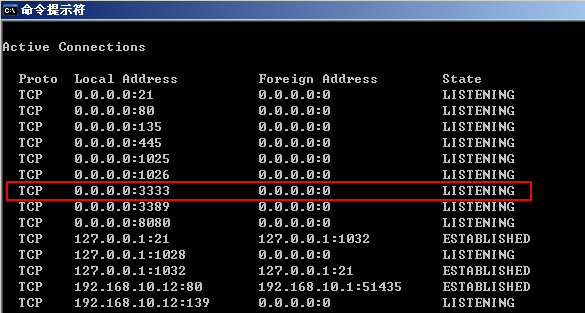 C:\ 命令提示符
Active Connections
Proto Local Address Foreign Address State
TCP 0.0.0.0:21 0.0.0.0:0 LISTENING
TCP 0.0.0.0:80 0.0.0.0:0 LISTENING
TCP 0.0.0.0:135 0.0.0.0:0 LISTENING
TCP 0.0.0.0:445 0.0.0.0:0 LISTENING
TCP 0.0.0.0:1025 0.0.0.0:0 LISTENING
TCP 0.0.0.0:1026 0.0.0.0:0 LISTENING
TCP 0.0.0.0:3333 0.0.0.0:0 LISTENING
TCP 0.0.0.0:3389 0.0.0.0:0 LISTENING
TCP 0.0.0.0:8080 0.0.0.0:0 LISTENING
TCP 127.0.0.1:21 127.0.0.1:1032 ESTABLISHED
TCP 127.0.0.1:1028 0.0.0.0:0 LISTENING
TCP 127.0.0.1:1032 127.0.0.1:21 ESTABLISHED
TCP 192.168.10.12:80 192.168.10.1:51435 ESTABLISHED
TCP 192.168.10.12:139 0.0.0.0:0 LISTENING